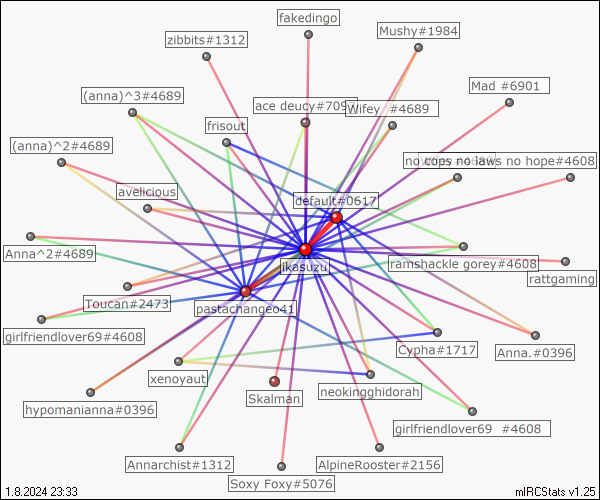 fakedingo
Mushy#1984
zibbits#1312
Mad #6901
(anna)^3#4689
ace deucy#709
Wifey #4689
frisout
(anna)^2#4689
no cops no laws no hope#4608
avelicious
default#0617
Anna^2#4689
jkasuzu
ramshackle gorey#4608
rattgaming
Toucan#2473
pastachangeo41
girlfriendlover69#4608
Cypha#1717
Anna.#0396
xenoyaut
neokingghidorah
Skalman
hypomanianna#0396
girlfriendlover69 #4608
Annarchist#1312
AlpineRooster#2156
Soxy Foxy#5076
1.8.2024 23:33
mIRCStats v1.25